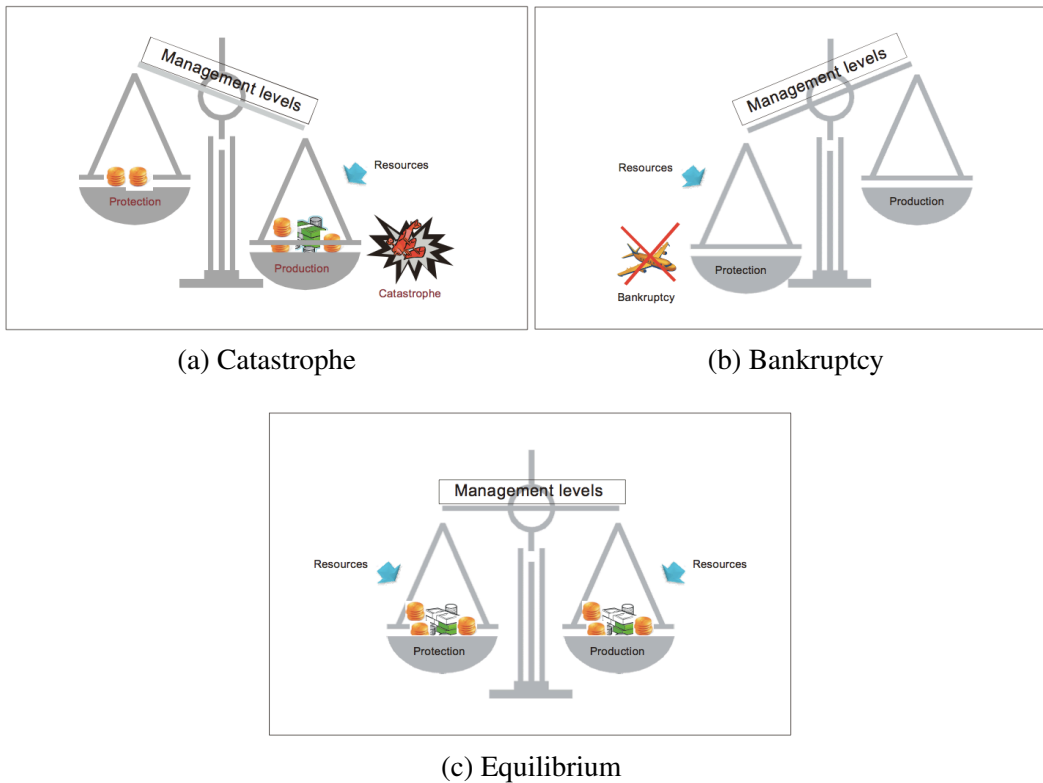 Management levels
Resources
Protection
Production
Catastrophe
(a) Catastrophe
Management levels
Resources
Production
Protection
Bankruptcy
(b) Bankruptcy
Management levels
Resources
Resources
Protection
Production
(c) Equilibrium